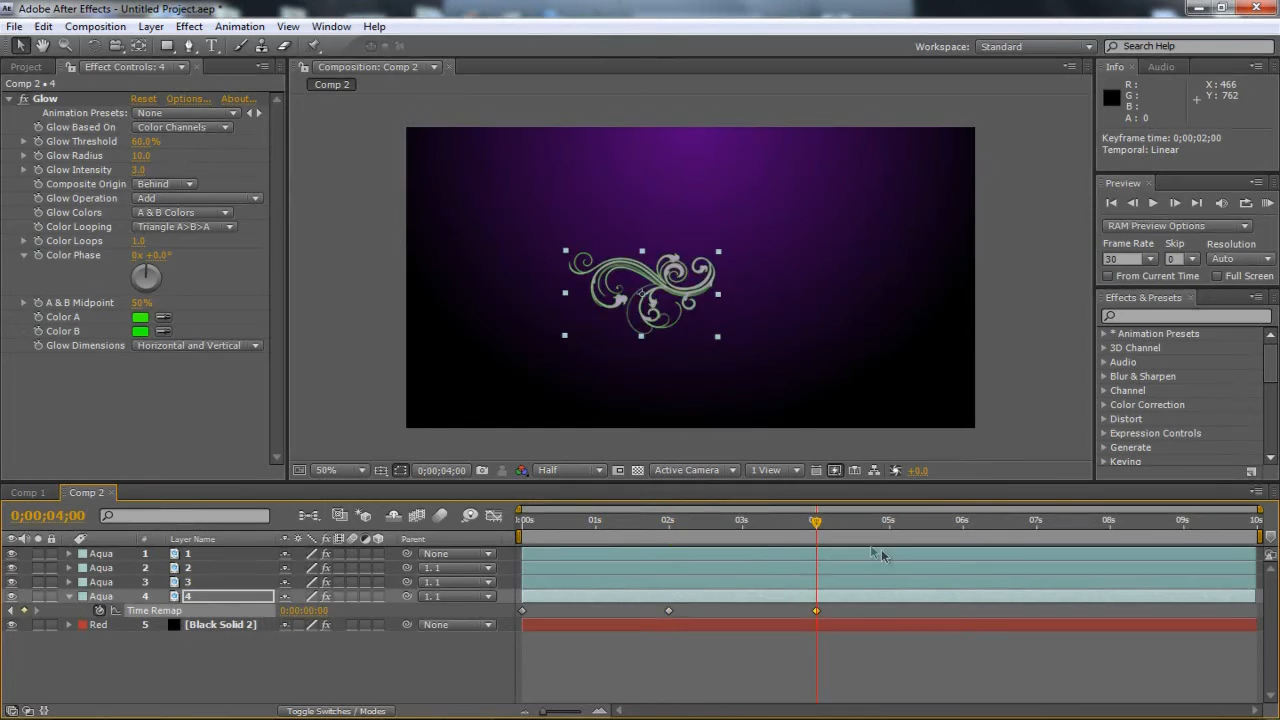 Adobe After Effects - Untitled Project.aep *
File Edit Composition Layer Effect Animation View Window Help
Workspace: Standard Search Help
Project Effect Controls: 4 Composition: Comp 2 Info Audio
Comp 2 • 4
Comp 2
Glow Reset Options... About...
Animation Presets: None
Glow Based On Color Channels
Glow Threshold 60.0%
Glow Radius 10.0
Glow Intensity 3.0
Composite Origin Behind
Glow Operation Add
Glow Colors A & B Colors
Color Looping Triangle A>B>A
Color Loops 1.0
Color Phase 0x +0.0°
A & B Midpoint 50%
Color A
Color B
Glow Dimensions Horizontal and Vertical
R :
G :
B :
A : 0
X : 466
Y : 762
Keyframe time: 0;00;02;00
Temporal: Linear
Preview
RAM Preview Options
Frame Rate Skip Resolution
30 0 Auto
From Current Time Full Screen
Effects & Presets
* Animation Presets
3D Channel
Audio
Blur & Sharpen
Channel
Color Correction
Distort
Expression Controls
Generate
Keying
50% 0;00;04;00 Half Active Camera 1 View +0.0
Comp 1 Comp 2
0;00;04;00
:00s 01s 02s 03s 05s 06s 07s 08s 09s 10s
# Layer Name Parent
Aqua 1 1 None
Aqua 2 2 1. 1
Aqua 3 3 1. 1
Aqua 4 4 1. 1
Time Remap 0:00:00:00
Red 5 [Black Solid 2] None
Toggle Switches / Modes